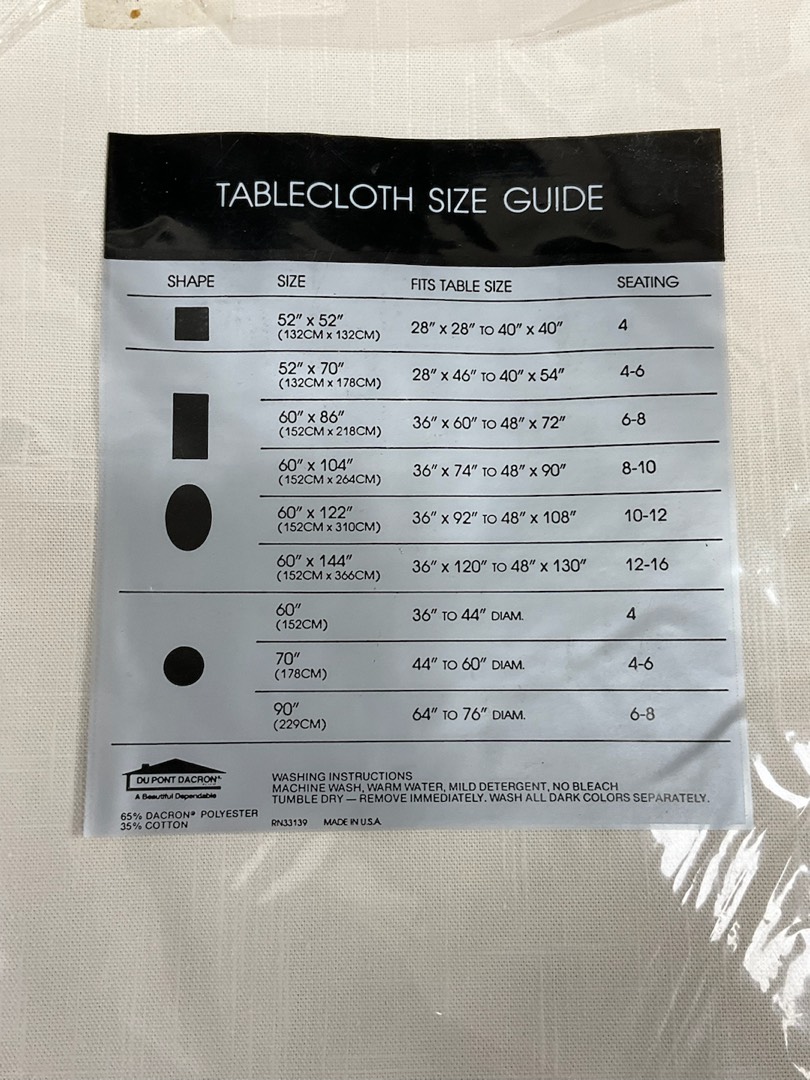 TABLECLOTH SIZE GUIDE
SHAPE SIZE FITS TABLE SIZE SEATING
52" x 52" 28" x 28" TO 40" x 40" 4
(132CM x 132CM)
52" x 70" 28" x 46" TO 40" x 54" 4-6
(132CM x 178CM)
60" x 86" 36" x 60" TO 48" x 72" 6-8
(152CM x 218CM)
60" x 104" 36" x 74" TO 48" x 90" 8-10
(152CM x 264CM)
60" x 122" 36" x 92" TO 48" x 108" 10-12
(152CM x 310CM)
60" x 144" 36" x 120" TO 48" x 130" 12-16
(152CM x 366CM)
60" 36" TO 44" DIAM. 4
(152CM)
70" 44" TO 60" DIAM. 4-6
(178CM)
90" 64" TO 76" DIAM. 6-8
(229CM)
DU PONT DACRON
A Beautiful Dependable
65% DACRON® POLYESTER
35% COTTON
WASHING INSTRUCTIONS
MACHINE WASH, WARM WATER, MILD DETERGENT, NO BLEACH
TUMBLE DRY — REMOVE IMMEDIATELY. WASH ALL DARK COLORS SEPARATELY.
RN33139 MADE IN U.S.A.